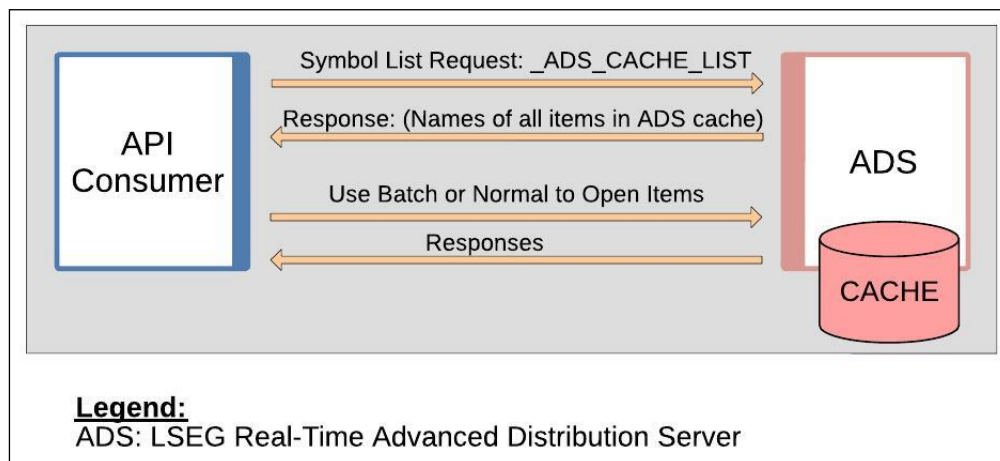 Symbol List Request: _ADS_CACHE_LIST
Response: (Names of all items in ADS cache)
API
Consumer
ADS
Use Batch or Normal to Open Items
Responses
CACHE
Legend:
ADS: LSEG Real-Time Advanced Distribution Server